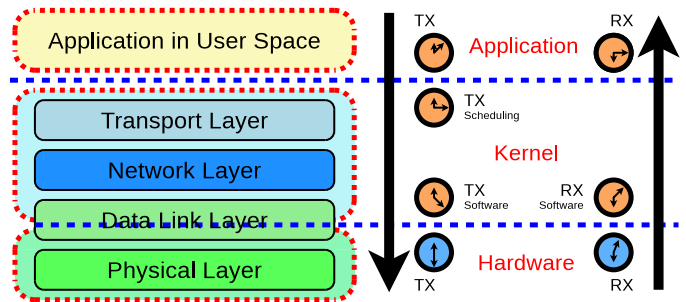 Application in User Space
Transport Layer
Network Layer
Data Link Layer
Physical Layer
TX
RX
Application
TX
Scheduling
Kernel
TX
Software
RX
Software
Hardware
TX
RX